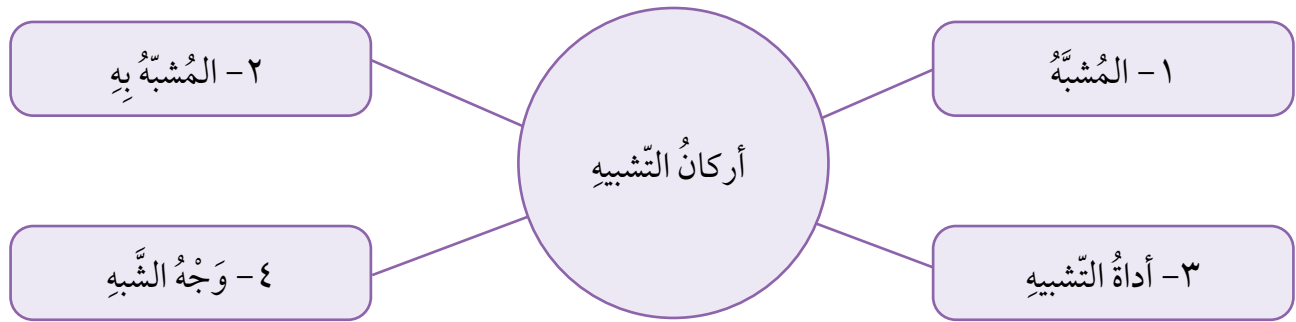 ١ – المُشبَّهُ
٢ – المُشبّهُ بِهِ
أركانُ التّشبيهِ
٣ – أداةُ التّشبيهِ
٤ – وَجْهُ الشَّبهِ